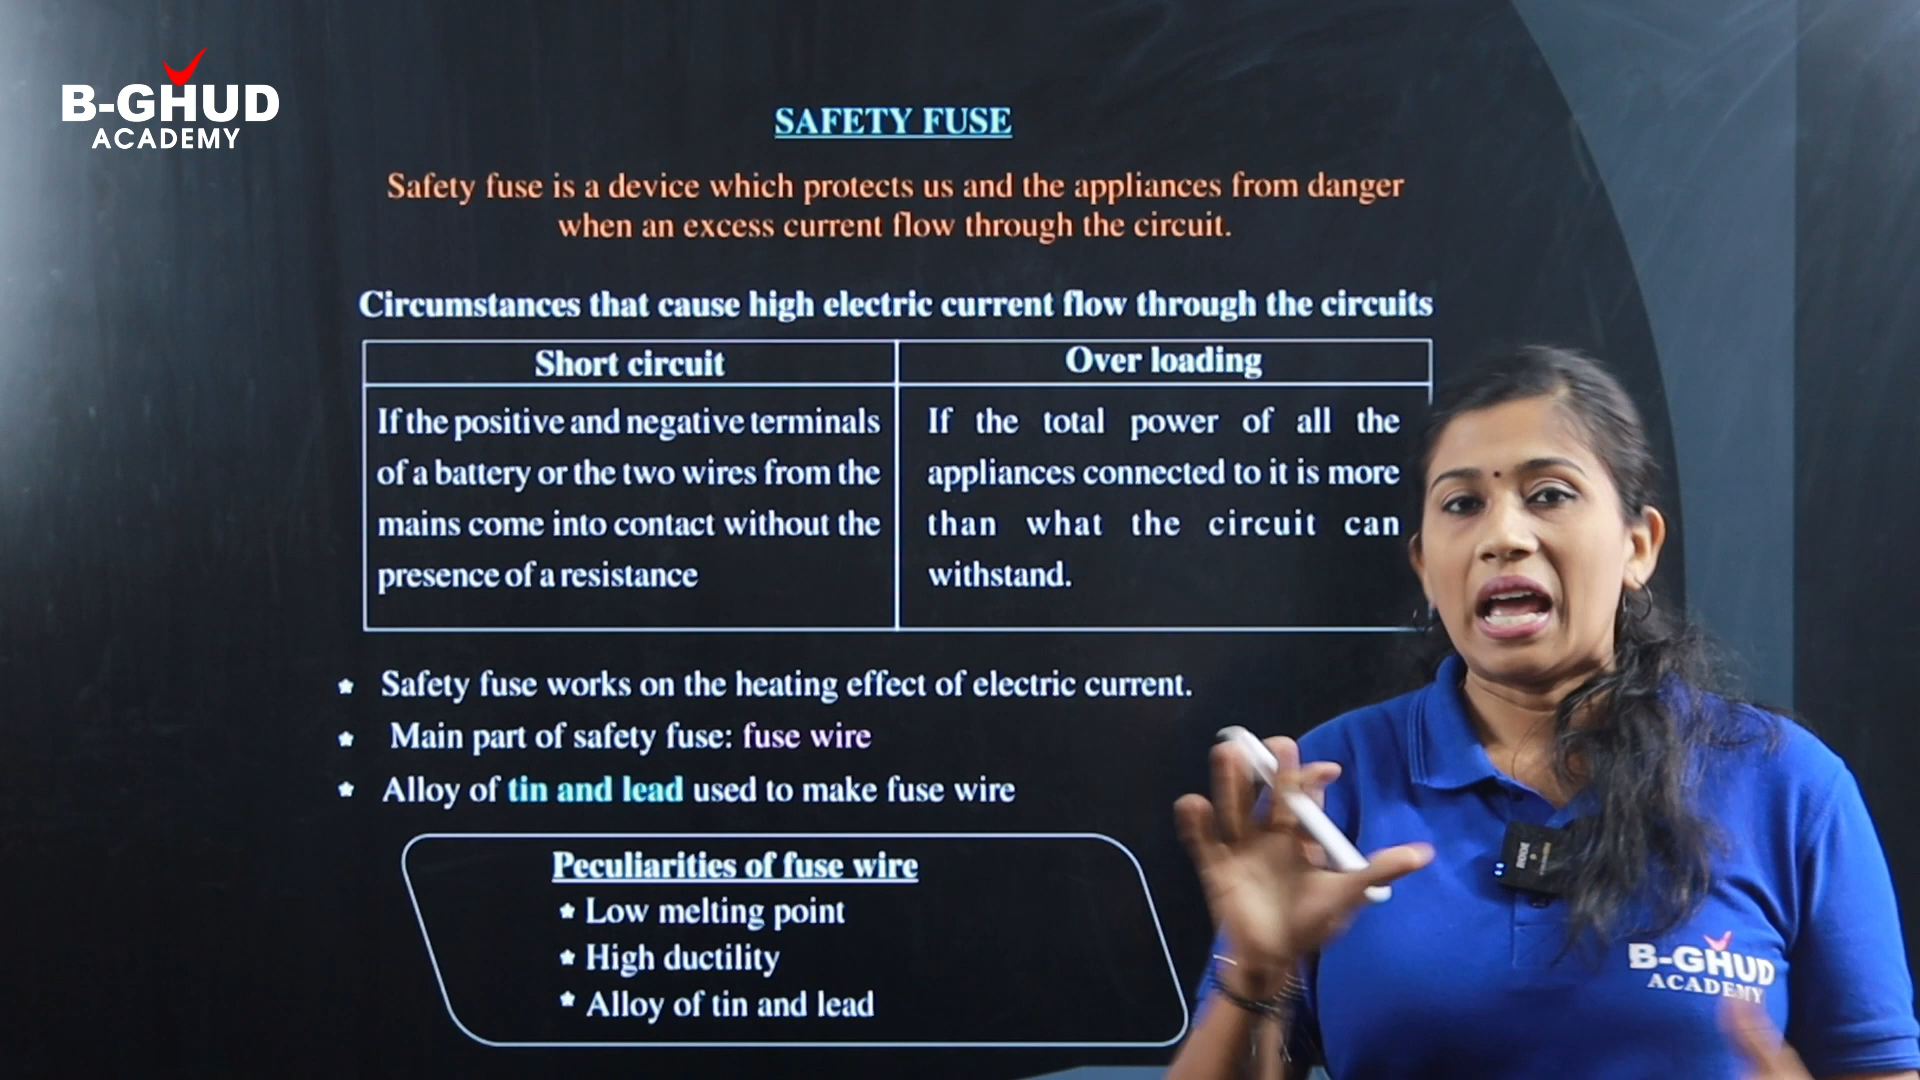 B-GHUD
ACADEMY
SAFETY FUSE
Safety fuse is a device which protects us and the appliances from danger
when an excess current flow through the circuit.
Circumstances that cause high electric current flow through the circuits
Short circuit
If the positive and negative terminals
of a battery or the two wires from the
mains come into contact without the
presence of a resistance
Over loading
If the total power of all the
appliances connected to it is more
than what the circuit can
withstand.
Safety fuse works on the heating effect of electric current.
Main part of safety fuse: fuse wire
Alloy of tin and lead used to make fuse wire
Peculiarities of fuse wire
Low melting point
High ductility
Alloy of tin and lead
RODE
B-GHUD
ACADEMY